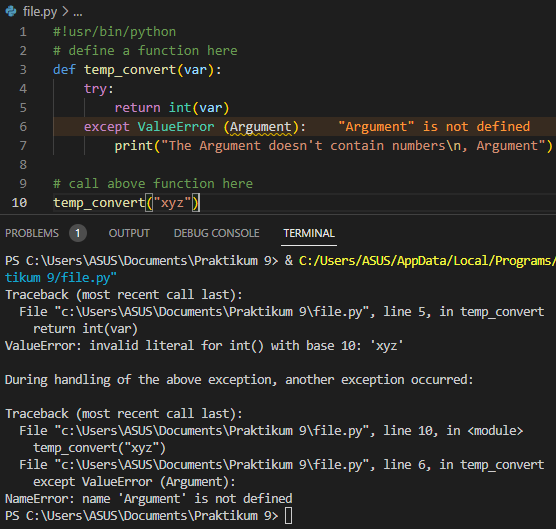 file.py > ...
1 #!usr/bin/python
2 # define a function here
3 def temp_convert(var):
4 try:
5 return int(var)
6 except ValueError (Argument): "Argument" is not defined
7 print("The Argument doesn't contain numbers\n, Argument")
8
9 # call above function here
10 temp_convert("xyz")
PROBLEMS 1 OUTPUT DEBUG CONSOLE TERMINAL
PS C:\Users\ASUS\Documents\Praktikum 9> & C:/Users/ASUS/AppData/Local/Programs/
tikum 9/file.py"
Traceback (most recent call last):
File "c:\Users\ASUS\Documents\Praktikum 9\file.py", line 5, in temp_convert
return int(var)
ValueError: invalid literal for int() with base 10: 'xyz'
During handling of the above exception, another exception occurred:
Traceback (most recent call last):
File "c:\Users\ASUS\Documents\Praktikum 9\file.py", line 10, in <module>
temp_convert("xyz")
File "c:\Users\ASUS\Documents\Praktikum 9\file.py", line 6, in temp_convert
except ValueError (Argument):
NameError: name 'Argument' is not defined
PS C:\Users\ASUS\Documents\Praktikum 9>